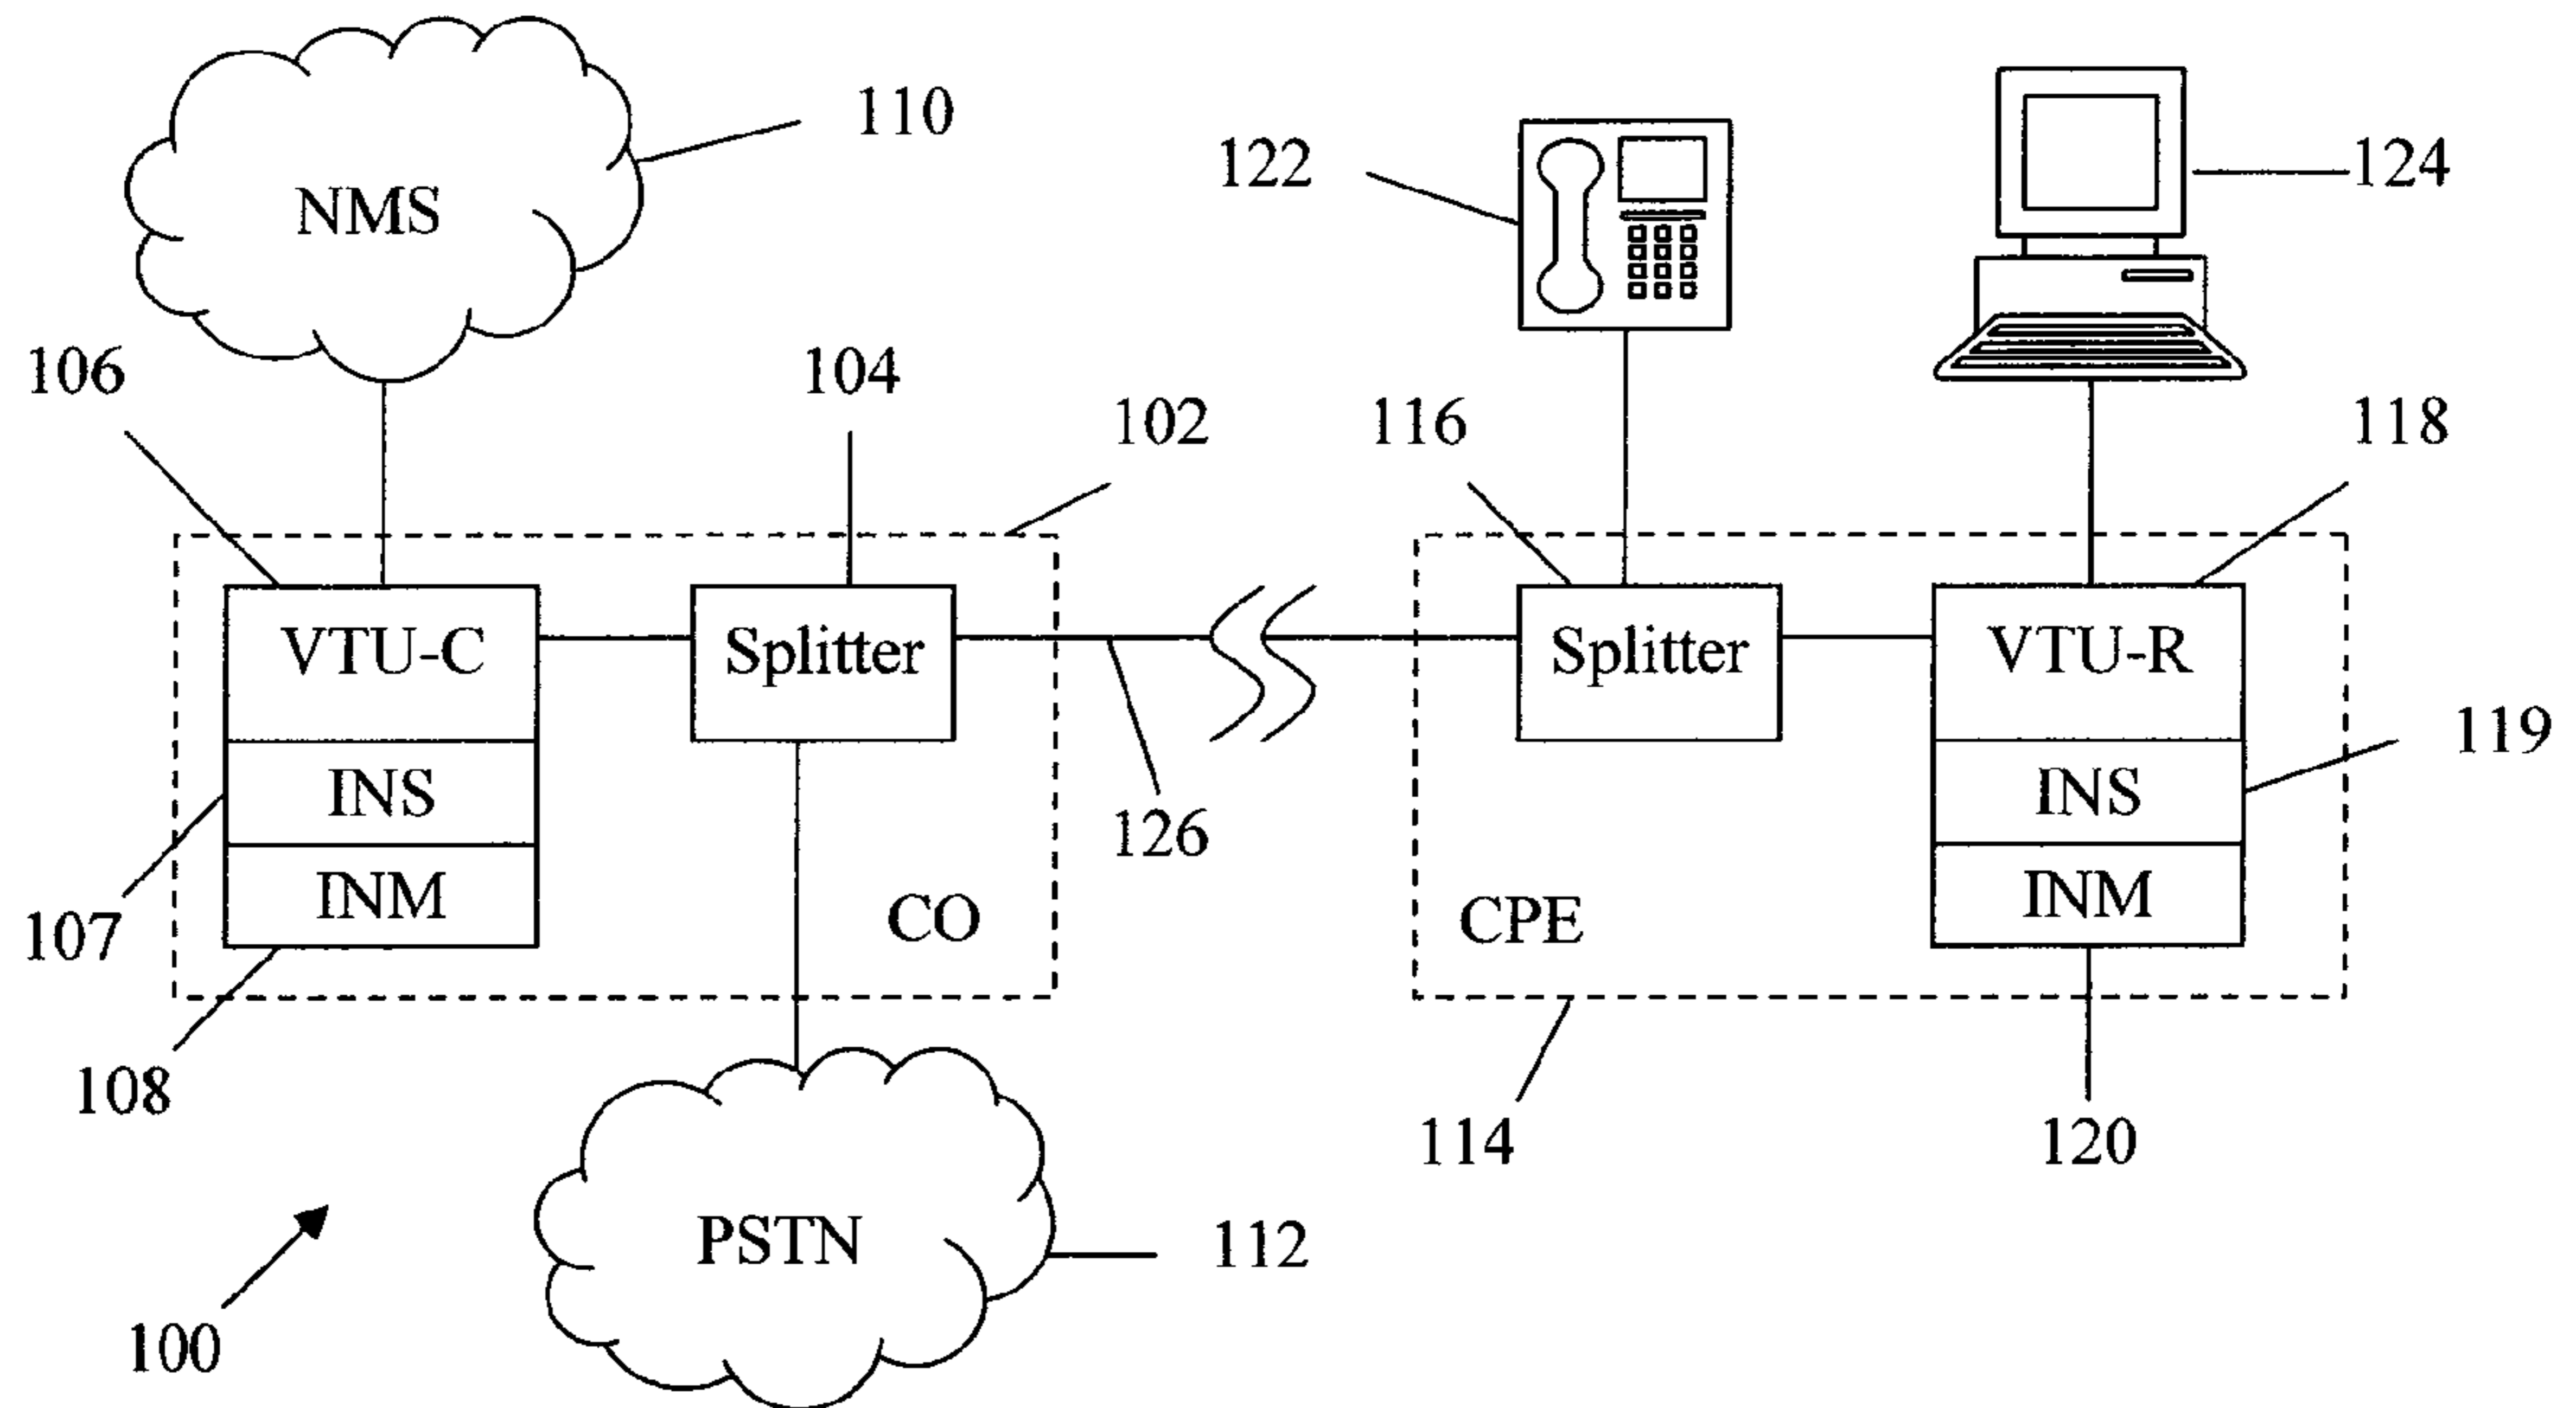 110
NMS
122
124
106
104
102
116
118
VTU-C
Splitter
Splitter
VTU-R
119
INS
126
INS
INM
CO
CPE
INM
107
108
114
120
PSTN
112
100